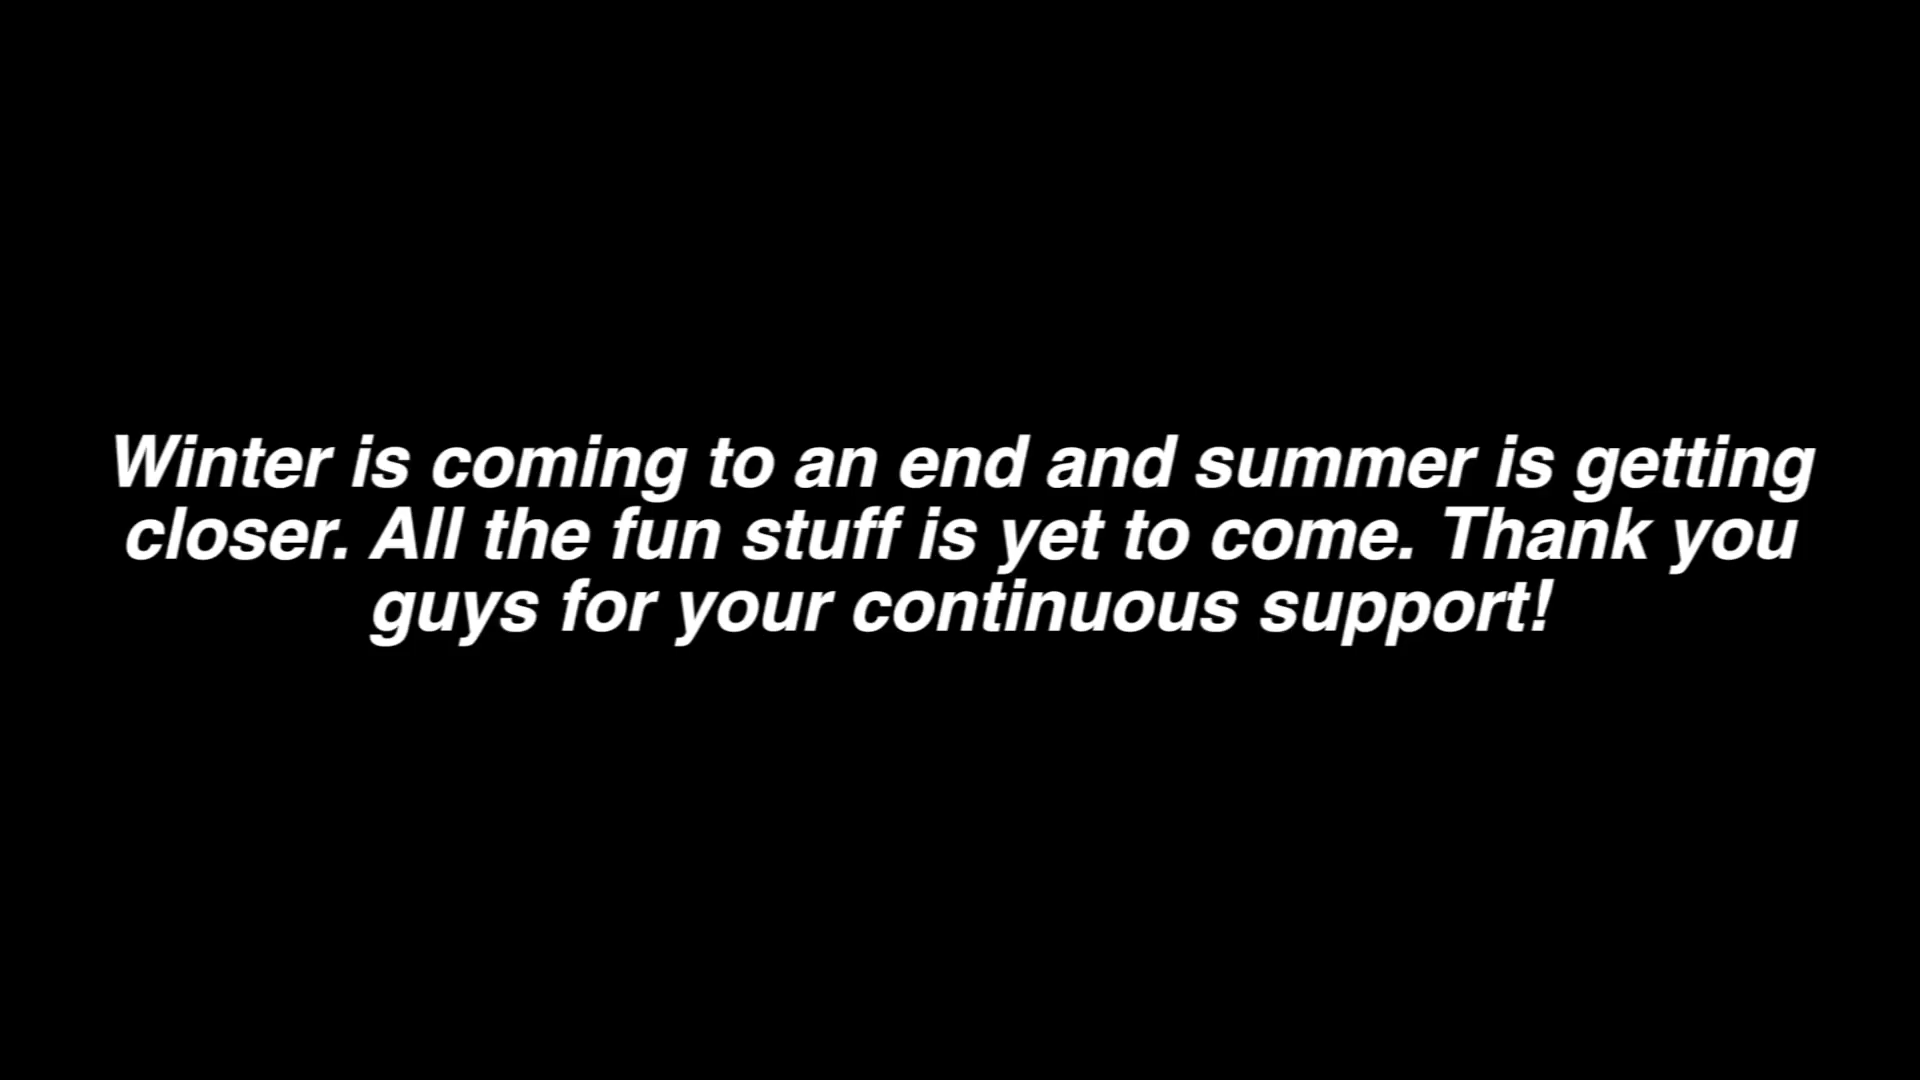 Winter is coming to an end and summer is getting
closer. All the fun stuff is yet to come. Thank you
guys for your continuous support!